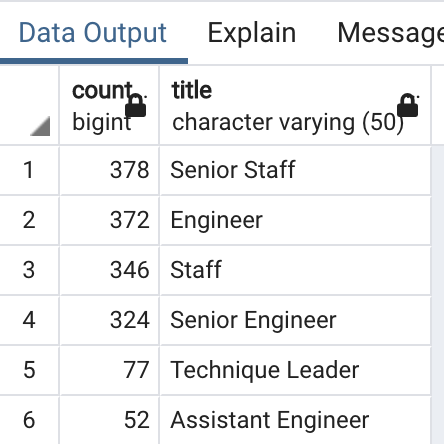 Data Output Explain Message
count title
bigint character varying (50)
1 378 Senior Staff
2 372 Engineer
3 346 Staff
4 324 Senior Engineer
5 77 Technique Leader
6 52 Assistant Engineer